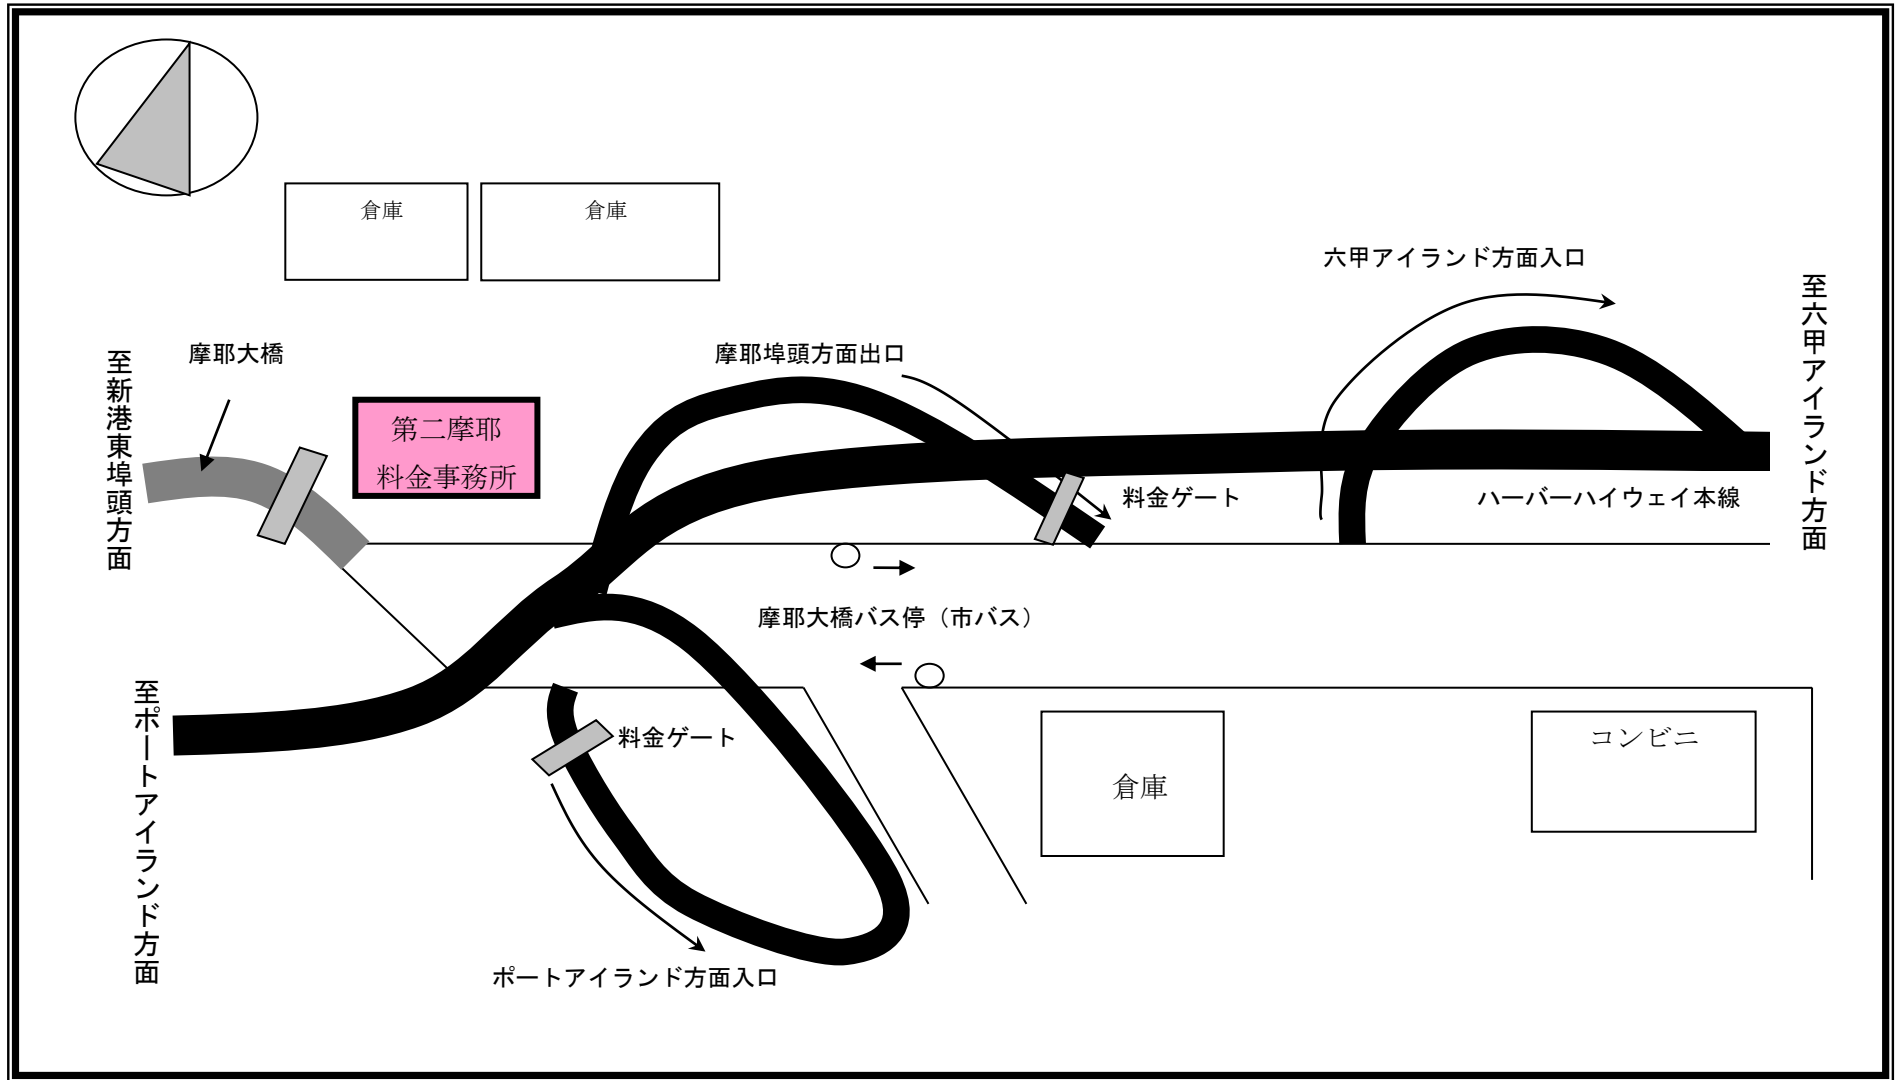 倉庫
倉庫
六甲アイランド方面入口
至六甲アイランド方面
摩耶大橋
摩耶埠頭方面出口
至新港東埠頭方面
第二摩耶
料金事務所
料金ゲート
ハーバーハイウェイ本線
摩耶大橋バス停（市バス）
至ポートアイランド方面
料金ゲート
コンビニ
倉庫
ポートアイランド方面入口